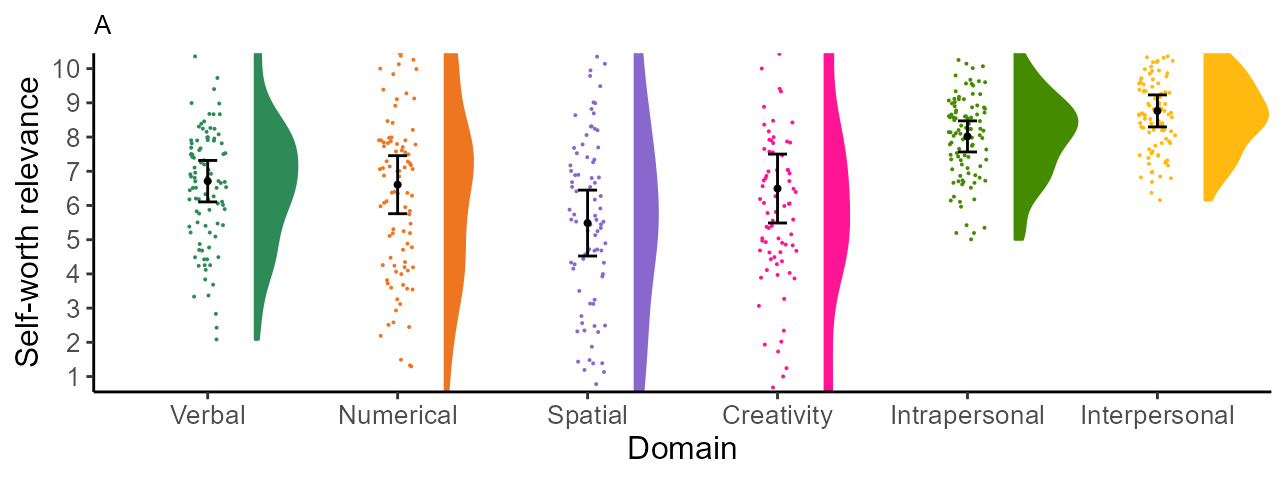 A
Self-worth relevance
10
9
8
7
6
5
4
3
2
1
Verbal Numerical Spatial Creativity Intrapersonal Interpersonal
Domain